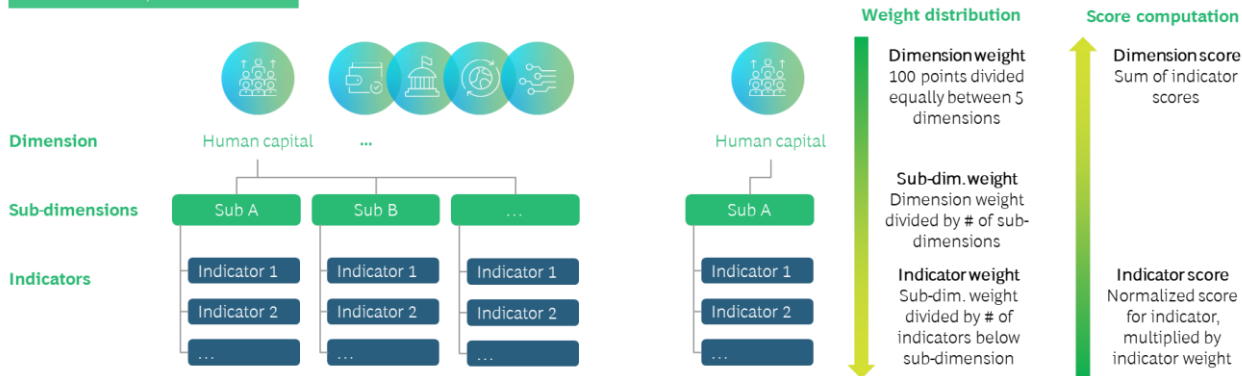 Weight distribution
Score computation
Dimension weight
100 points divided
equally between 5
dimensions
Dimension score
Sum of indicator
scores
Dimension
Human capital
...
Human capital
Sub-dim. weight
Dimension weight
divided by # of sub-
dimensions
Sub-dimensions
Sub A
Sub B
...
Sub A
Indicators
Indicator 1
Indicator 1
Indicator 1
Indicator 2
Indicator 2
Indicator 2
...
...
...
Indicator 1
Indicator 2
...
Indicator weight
Sub-dim. weight
divided by # of
indicators below
sub-dimension
Indicator score
Normalized score
for indicator,
multiplied by
indicator weight